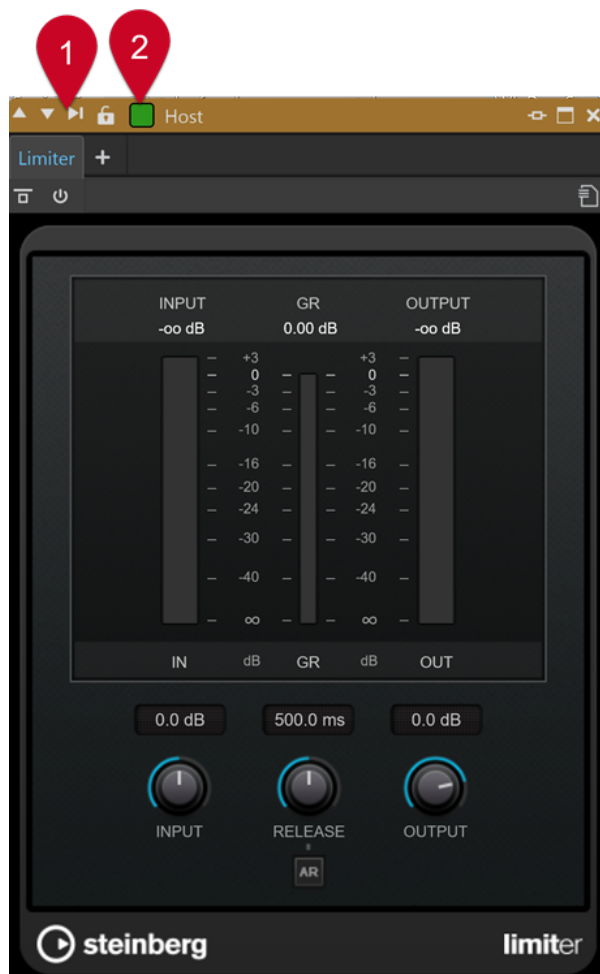 1 2
Host
Limiter +
INPUT GR OUTPUT
-oo dB 0.00 dB -oo dB
+3 +3
0 0
-3 -3
-6 -6
-10 -10
-16 -16
-20 -20
-24 -24
-30 -30
-40 -40
∞ ∞
IN dB GR dB OUT
0.0 dB 500.0 ms 0.0 dB
INPUT RELEASE OUTPUT
AR
steinberg limiter